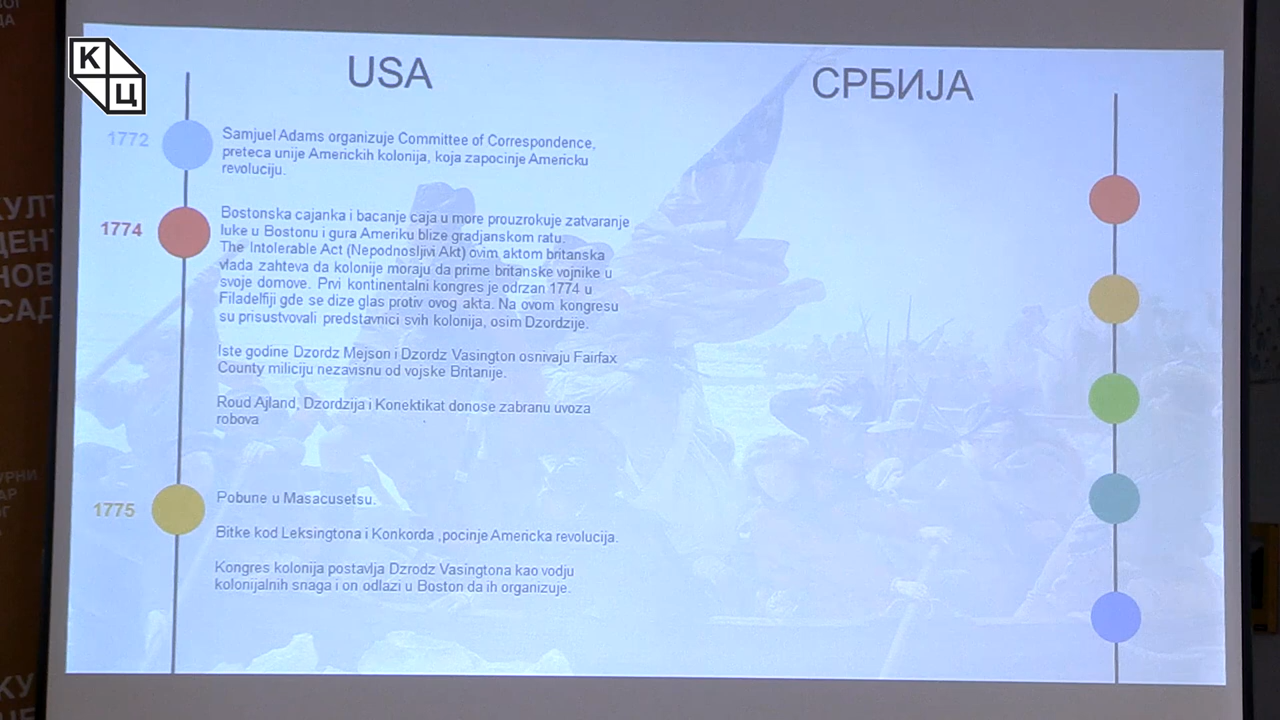 К
Ц
USA
СРБИЈА
1772
Samjuel Adams organizuje Committee of Correspondence,
preteca unije Americkih kolonija, koja zapocinje Americku
revoluciju.
1774
Bostonska cajanka i bacanje caja u more prouzrokuje zatvaranje
luke u Bostonu i gura Ameriku blize gradjanskom ratu.
The Intolerable Act (Nepodnosljivi Akt) ovim aktom britanska
vlada zahteva da kolonije moraju da prime britanske vojnike u
svoje domove. Prvi kontinentalni kongres je odrzan 1774 u
Filadelfiji gde se dize glas protiv ovog akta. Na ovom kongresu
su prisustvovali predstavnici svih kolonija, osim Dzordzije.
Iste godine Dzordz Mejson i Dzordz Vasington osnivaju Fairfax
County miliciju nezavisnu od vojske Britanije.
Roud Ajland, Dzordzija i Konektikat donose zabranu uvoza
robova
1775
Pobune u Masacusetsu.
Bitke kod Leksingtona i Konkorda ,pocinje Americka revolucija.
Kongres kolonija postavlja Dzrodz Vasingtona kao vodju
kolonijalnih snaga i on odlazi u Boston da ih organizuje.